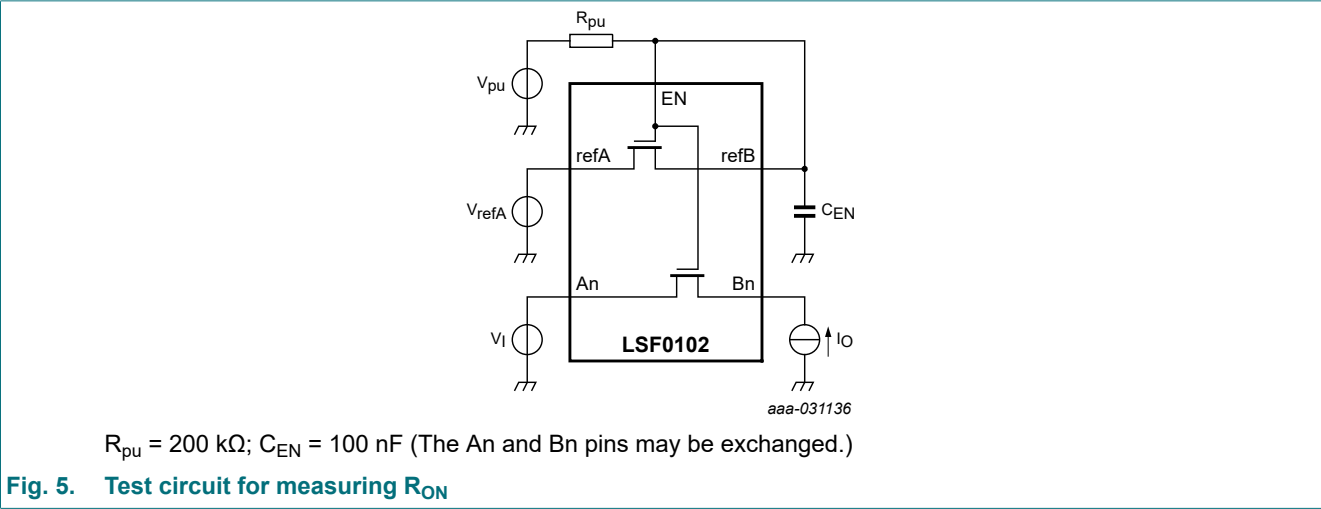 Rpu
Vpu
EN
refA
refB
VrefA
CEN
An
Bn
VI
LSF0102
IO
aaa-031136
Rpu = 200 kΩ; CEN = 100 nF (The An and Bn pins may be exchanged.)
Fig. 5. Test circuit for measuring RON